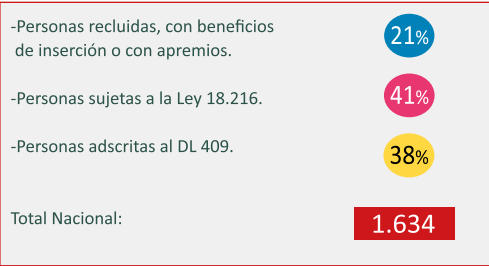 -Personas recluidas, con beneficios
de inserción o con apremios.
21%
-Personas sujetas a la Ley 18.216.
41%
-Personas adscritas al DL 409.
38%
Total Nacional:
1.634